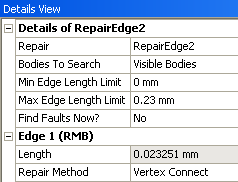 Details View
Details of RepairEdge2
Repair RepairEdge2
Bodies To Search Visible Bodies
Min Edge Length Limit 0 mm
Max Edge Length Limit 0.23 mm
Find Faults Now? No
Edge 1 (RMB)
Length 0.023251 mm
Repair Method Vertex Connect